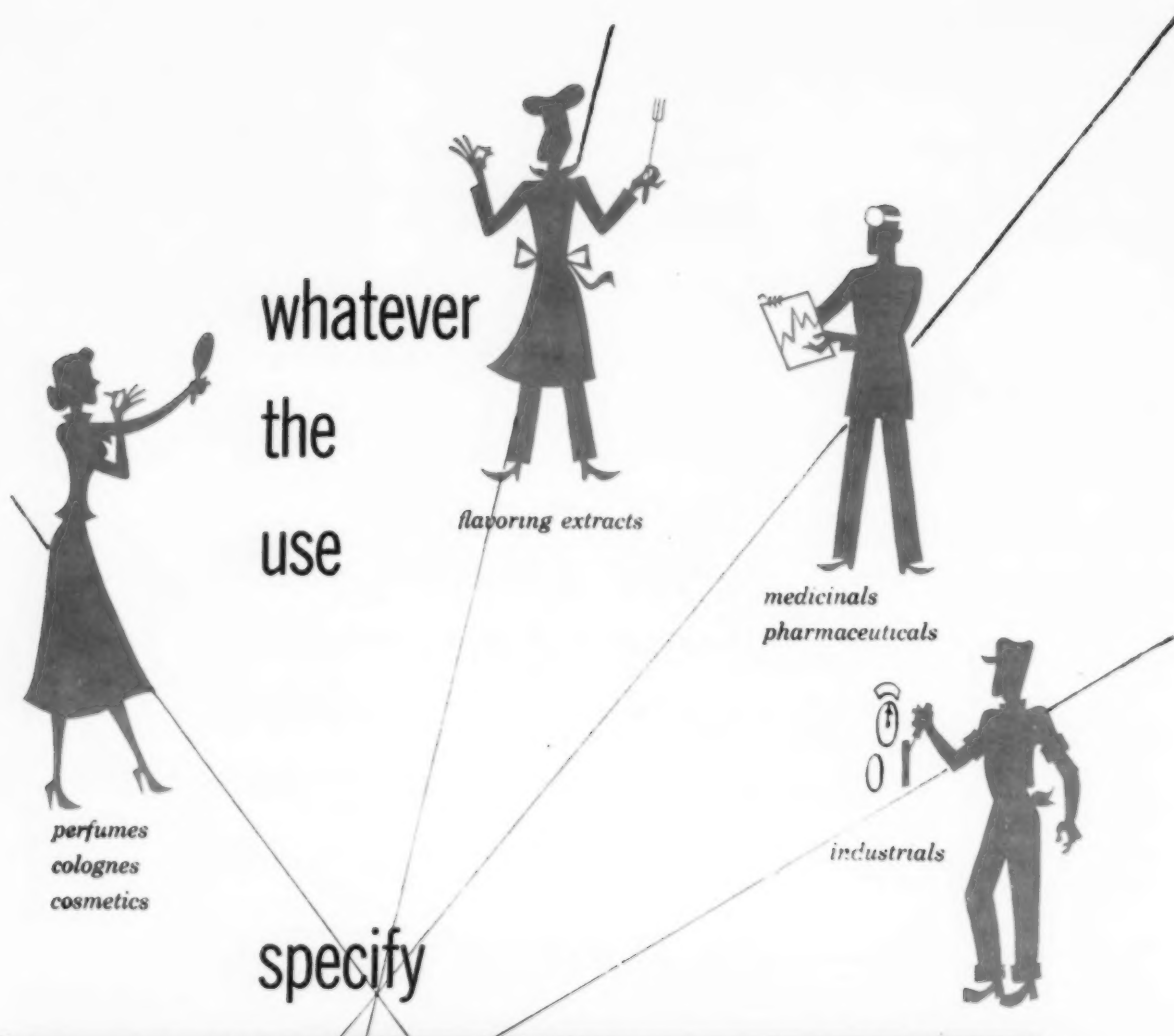 whatever
the
use
flavoring extracts
medicinals
pharmaceuticals
perfumes
colognes
cosmetics
industrials
specify